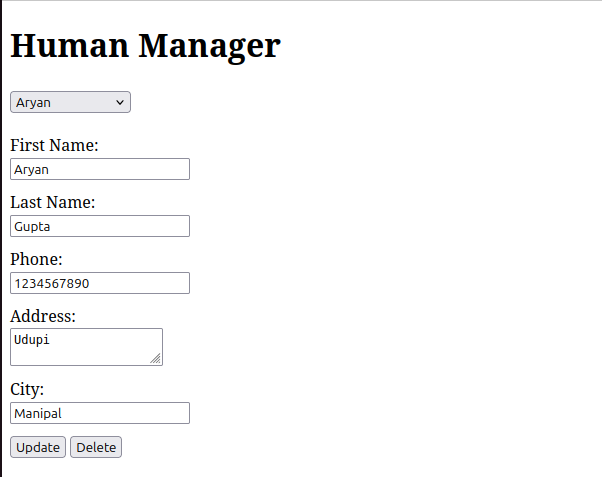 Human Manager
Aryan
First Name:
Aryan
Last Name:
Gupta
Phone:
1234567890
Address:
Udupi
City:
Manipal
Update Delete